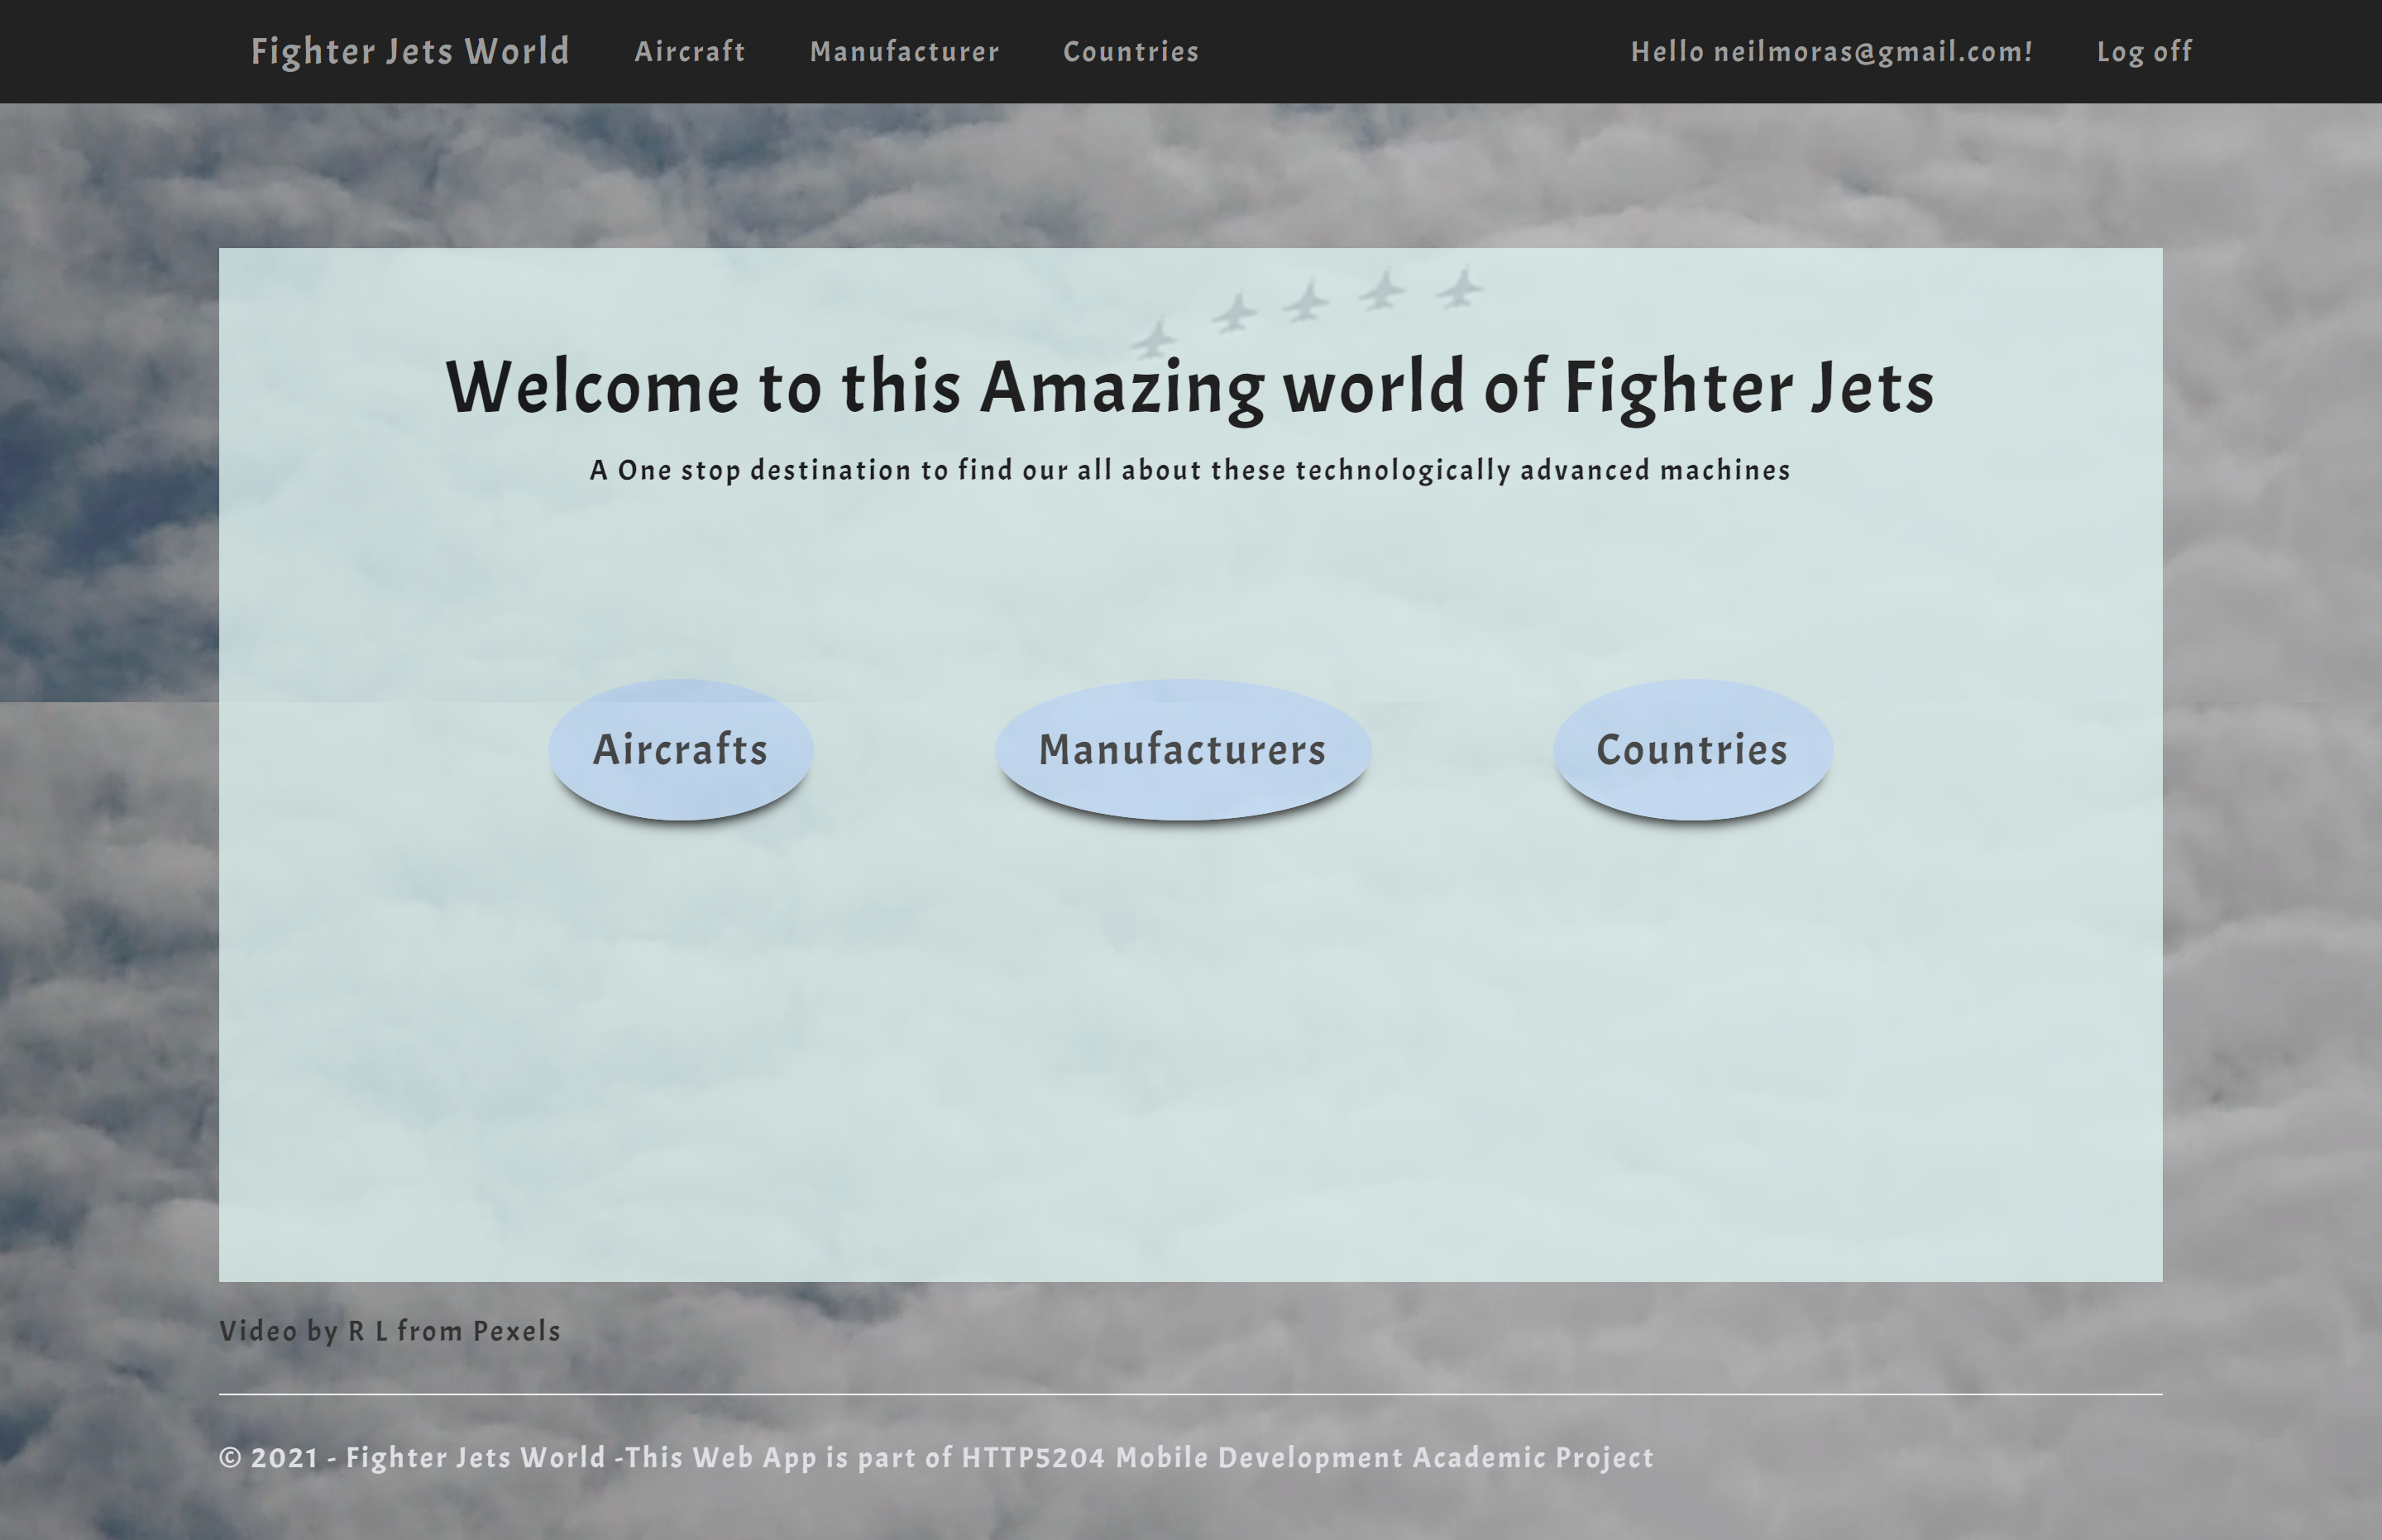 Fighter Jets World Aircraft Manufacturer Countries Hello neilmoras@gmail.com! Log off
Welcome to this Amazing world of Fighter Jets
A One stop destination to find our all about these technologically advanced machines
Aircrafts Manufacturers Countries
Video by R L from Pexels
© 2021 - Fighter Jets World -This Web App is part of HTTP5204 Mobile Development Academic Project